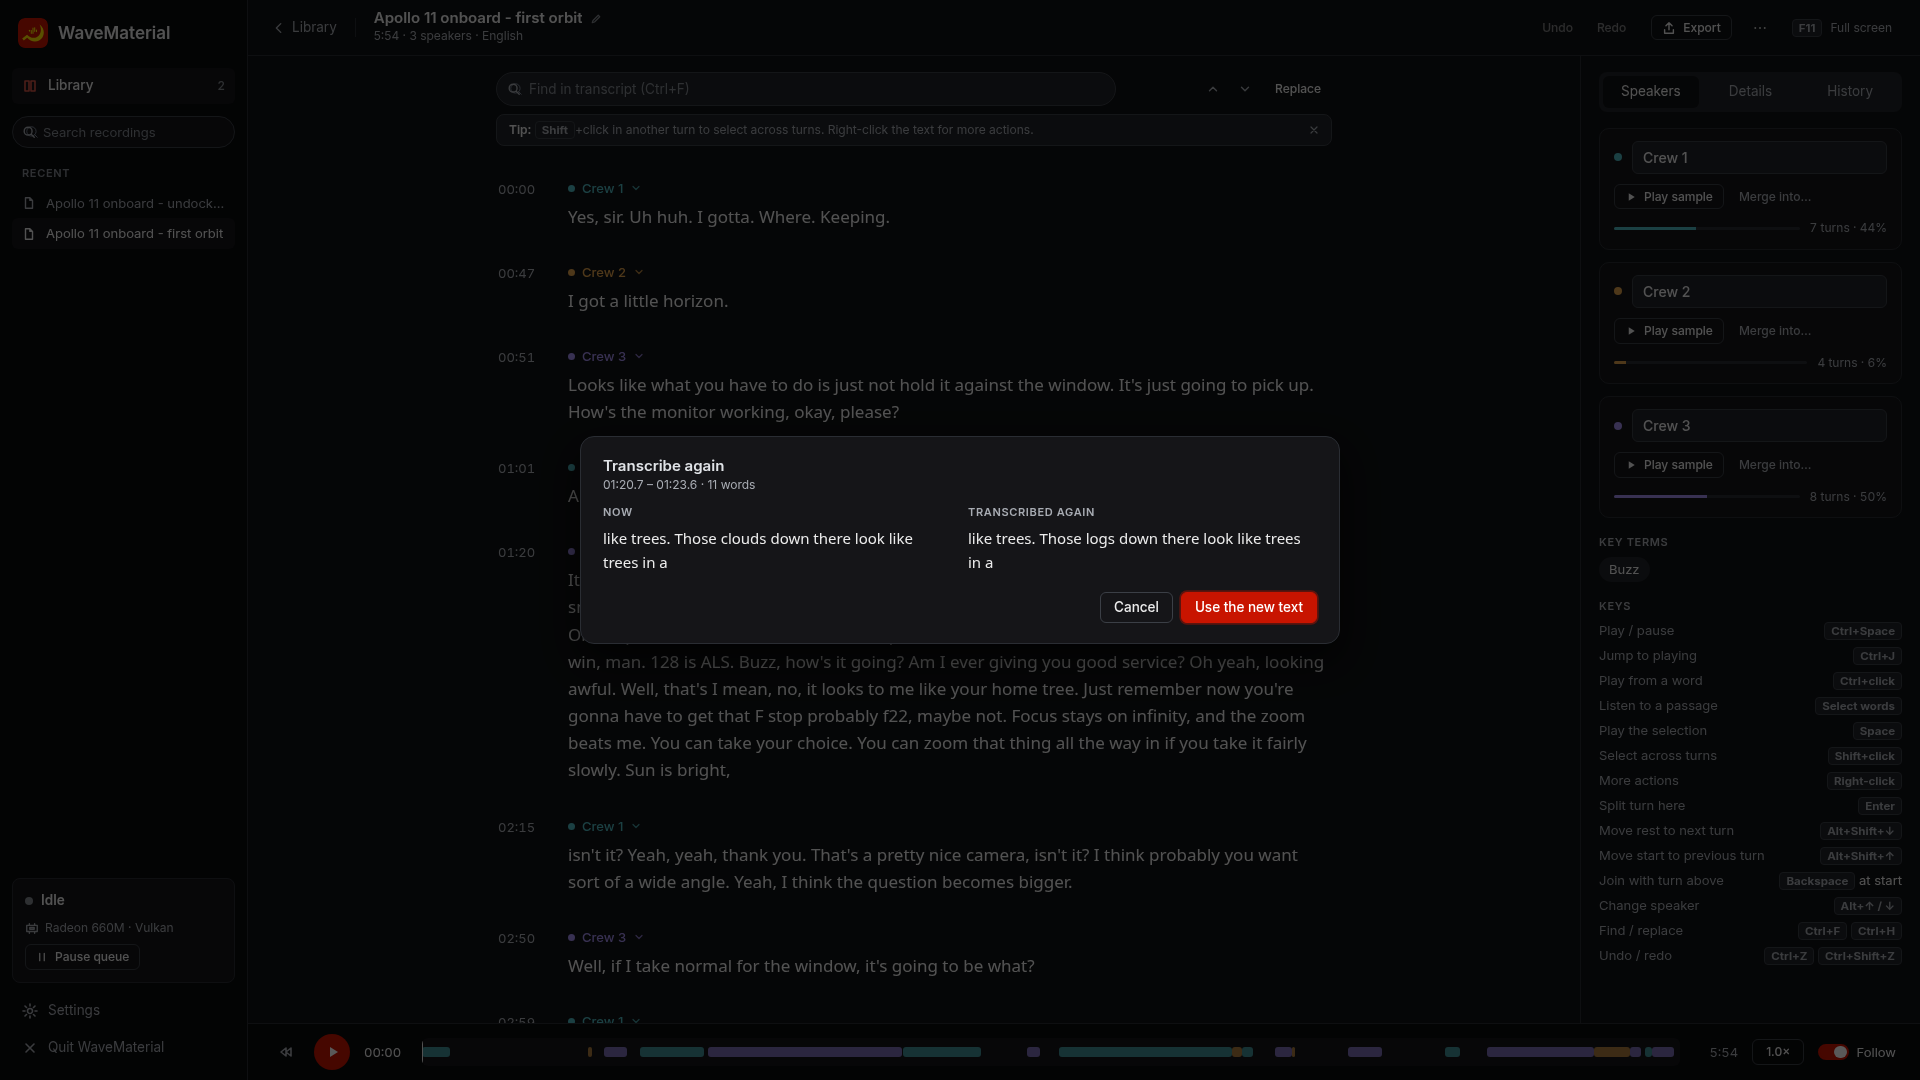 WaveMaterial
Library 2
Search recordings
RECENT
Apollo 11 onboard - undock...
Apollo 11 onboard - first orbit
Idle
Radeon 660M · Vulkan
Pause queue
Settings
Quit WaveMaterial
Library
Apollo 11 onboard - first orbit
5:54 · 3 speakers · English
Undo Redo Export ··· F11 Full screen
Find in transcript (Ctrl+F)
Replace
Tip: Shift +click in another turn to select across turns. Right-click the text for more actions.
00:00 Crew 1
Yes, sir. Uh huh. I gotta. Where. Keeping.
00:47 Crew 2
I got a little horizon.
00:51 Crew 3
Looks like what you have to do is just not hold it against the window. It's just going to pick up.
How's the monitor working, okay, please?
01:01
A
01:20
It
Transcribe again
01:20.7 – 01:23.6 · 11 words
NOW
like trees. Those clouds down there look like
trees in a
TRANSCRIBED AGAIN
like trees. Those logs down there look like trees
in a
Cancel
Use the new text
win, man. 128 is ALS. Buzz, how's it going? Am I ever giving you good service? Oh yeah, looking
awful. Well, that's I mean, no, it looks to me like your home tree. Just remember now you're
gonna have to get that F stop probably f22, maybe not. Focus stays on infinity, and the zoom
beats me. You can take your choice. You can zoom that thing all the way in if you take it fairly
slowly. Sun is bright,
02:15 Crew 1
isn't it? Yeah, yeah, thank you. That's a pretty nice camera, isn't it? I think probably you want
sort of a wide angle. Yeah, I think the question becomes bigger.
02:50 Crew 3
Well, if I take normal for the window, it's going to be what?
02:59 Crew 1
Speakers Details History
Crew 1
Play sample Merge into...
7 turns · 44%
Crew 2
Play sample Merge into...
4 turns · 6%
Crew 3
Play sample Merge into...
8 turns · 50%
KEY TERMS
Buzz
KEYS
Play / pause Ctrl+Space
Jump to playing Ctrl+J
Play from a word Ctrl+click
Listen to a passage Select words
Play the selection Space
Select across turns Shift+click
More actions Right-click
Split turn here Enter
Move rest to next turn Alt+Shift+↓
Move start to previous turn Alt+Shift+↑
Join with turn above Backspace at start
Change speaker Alt+↑ / ↓
Find / replace Ctrl+F Ctrl+H
Undo / redo Ctrl+Z Ctrl+Shift+Z
00:00
5:54 1.0× Follow